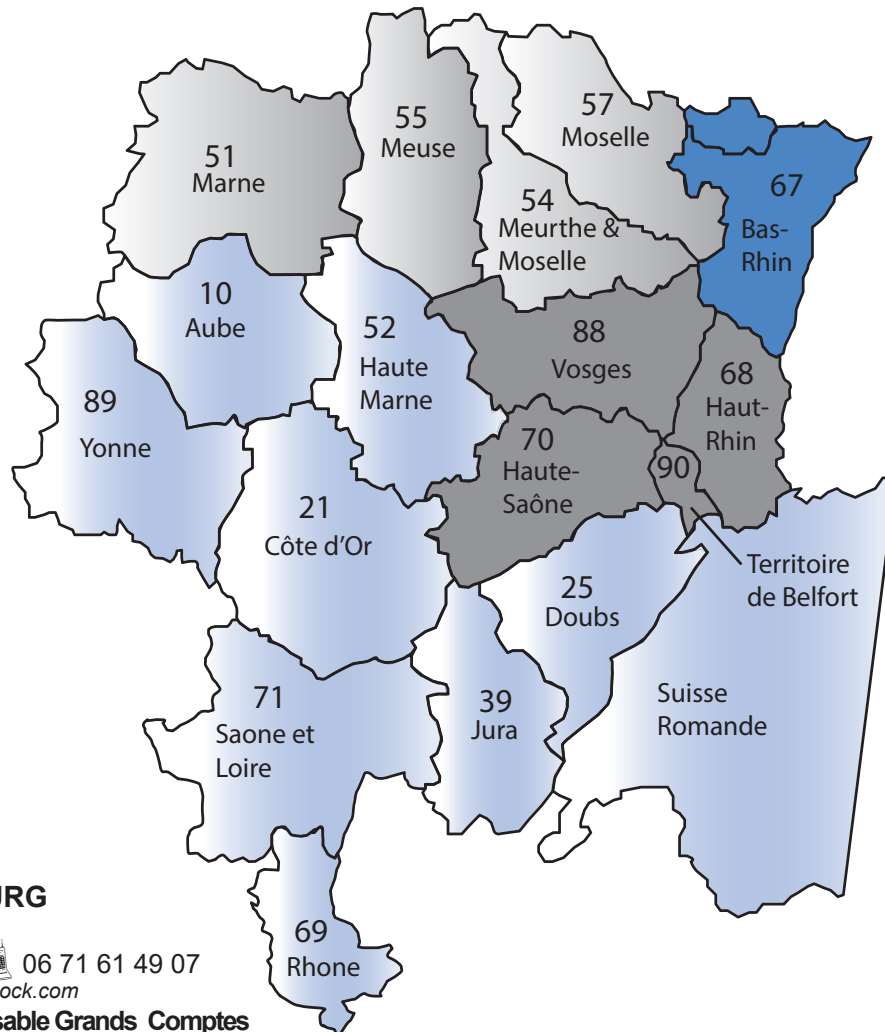 57
Moselle
55
Meuse
51
Marne
67
Bas-
Rhin
54
Meurthe &
Moselle
10
Aube
52
Haute
Marne
88
Vosges
68
Haut-
Rhin
89
Yonne
70
Haute-
Saône
90
21
Côte d'Or
Territoire
de Belfort
25
Doubs
71
Saone et
Loire
39
Jura
Suisse
Romande
URG
69
Rhone
06 71 61 49 07
ock.com
sable Grands Comptes